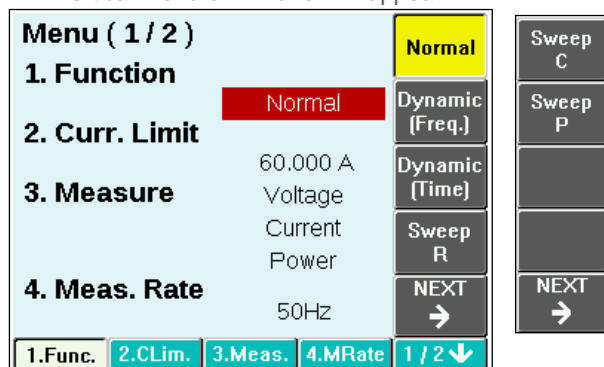 Menu ( 1 / 2 )
1. Function
Normal
2. Curr. Limit
60.000 A
3. Measure
Voltage
Current
Power
4. Meas. Rate
50Hz
1.Func. 2.CLim. 3.Meas. 4.MRate 1 / 2 ↓
Normal
Dynamic
(Freq.)
Dynamic
(Time)
Sweep
R
NEXT
→
Sweep
C
Sweep
P
NEXT
→